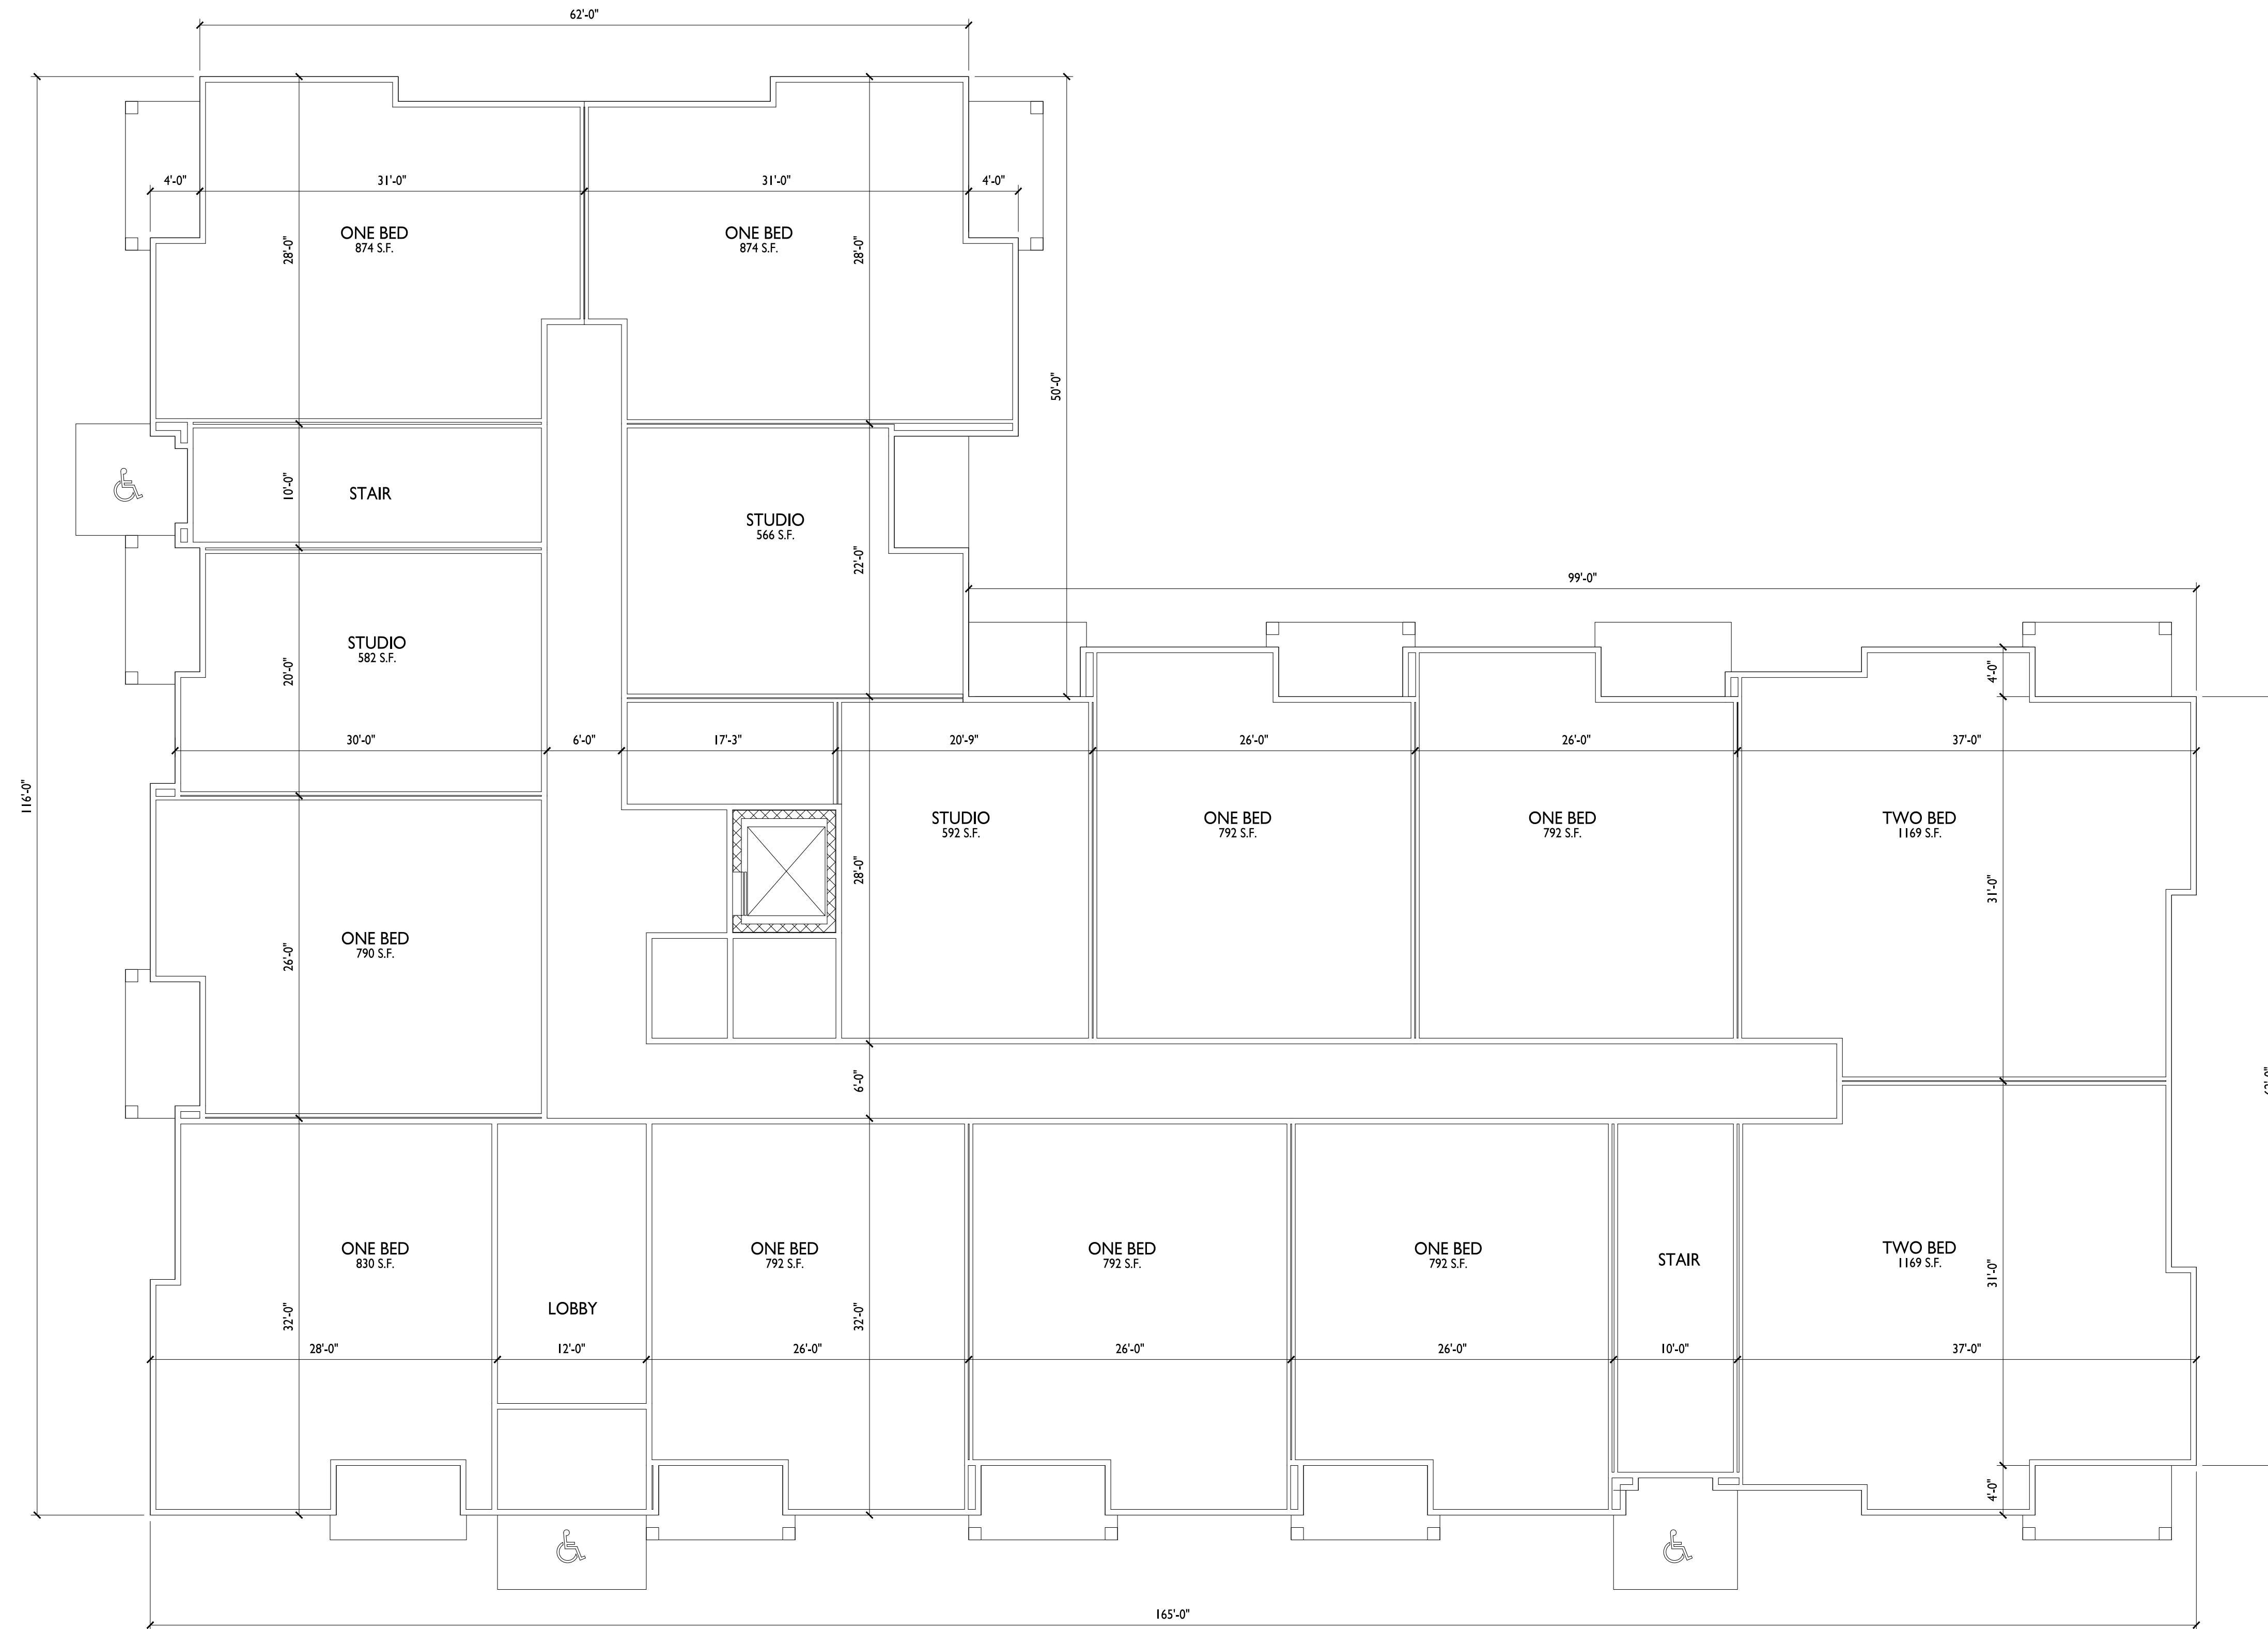 62'-0"
4'-0"
31'-0"
31'-0"
4'-0"
ONE BED
874 S.F.
ONE BED
874 S.F.
28'-0"
28'-0"
50'-0"
10'-0"
STAIR
STUDIO
566 S.F.
22'-0"
99'-0"
STUDIO
582 S.F.
20'-0"
4'-0"
30'-0"
6'-0"
17'-3"
20'-9"
26'-0"
26'-0"
37'-0"
116'-0"
STUDIO
592 S.F.
ONE BED
792 S.F.
ONE BED
792 S.F.
TWO BED
1169 S.F.
28'-0"
31'-0"
ONE BED
790 S.F.
26'-0"
6'-0"
ONE BED
830 S.F.
ONE BED
792 S.F.
ONE BED
792 S.F.
ONE BED
792 S.F.
STAIR
TWO BED
1169 S.F.
31'-0"
LOBBY
32'-0"
32'-0"
28'-0"
12'-0"
26'-0"
26'-0"
26'-0"
10'-0"
37'-0"
4'-0"
165'-0"